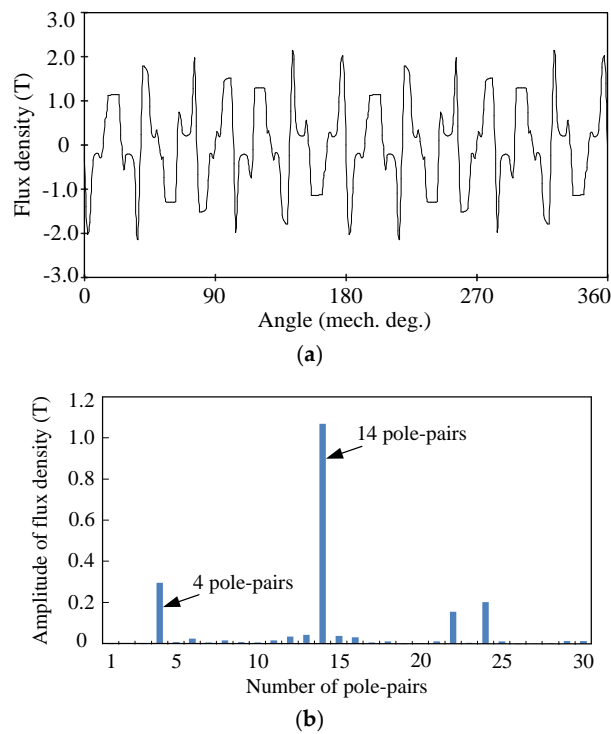 3.0
2.0
1.0
0
-1.0
-2.0
-3.0
Flux density (T)
0 90 180 270 360
Angle (mech. deg.)
(a)
1.2
1.0
0.8
0.6
0.4
0.2
0
Amplitude of flux density (T)
14 pole-pairs
4 pole-pairs
1 5 10 15 20 25 30
Number of pole-pairs
(b)